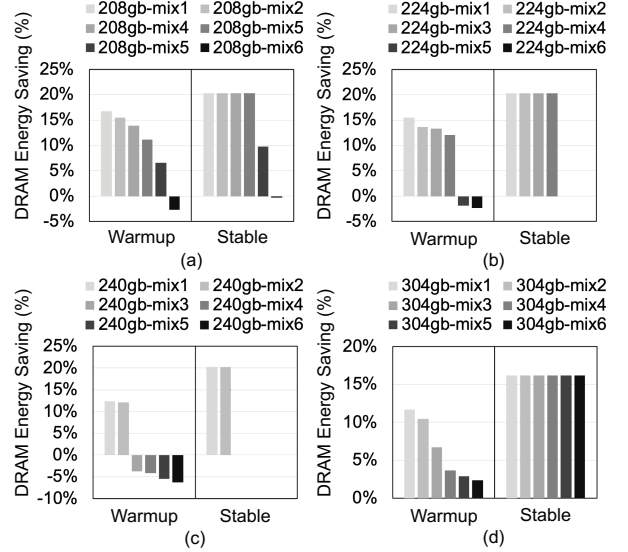 208gb-mix1 208gb-mix2
208gb-mix4 208gb-mix5
208gb-mix5 208gb-mix6
DRAM Energy Saving (%)
25%
20%
15%
10%
5%
0%
-5%
Warmup Stable
(a)
224gb-mix1 224gb-mix2
224gb-mix3 224gb-mix4
224gb-mix5 224gb-mix6
DRAM Energy Saving (%)
25%
20%
15%
10%
5%
0%
-5%
Warmup Stable
(b)
240gb-mix1 240gb-mix2
240gb-mix3 240gb-mix4
240gb-mix5 240gb-mix6
DRAM Energy Saving (%)
25%
20%
15%
10%
5%
0%
-5%
-10%
Warmup Stable
(c)
304gb-mix1 304gb-mix2
304gb-mix3 304gb-mix4
304gb-mix5 304gb-mix6
DRAM Energy Saving (%)
20%
15%
10%
5%
0%
Warmup Stable
(d)